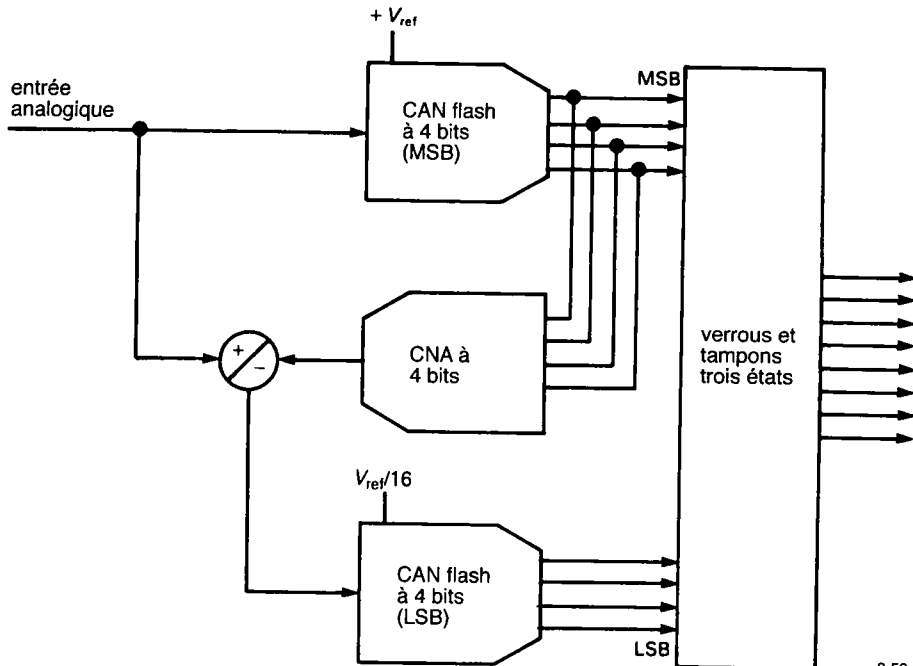 + Vref
entrée
analogique
CAN flash
à 4 bits
(MSB)
MSB
+
−
CNA à
4 bits
verrous et
tampons
trois états
Vref/16
CAN flash
à 4 bits
(LSB)
LSB